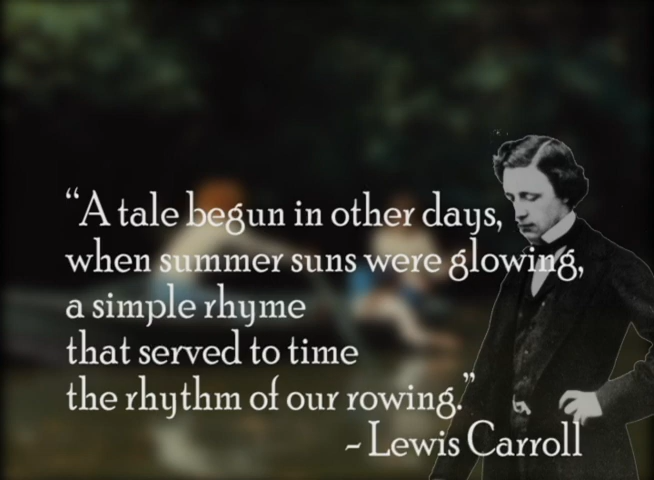 “A tale begun in other days,
when summer suns were glowing,
a simple rhyme
that served to time
the rhythm of our rowing.”
~ Lewis Carroll